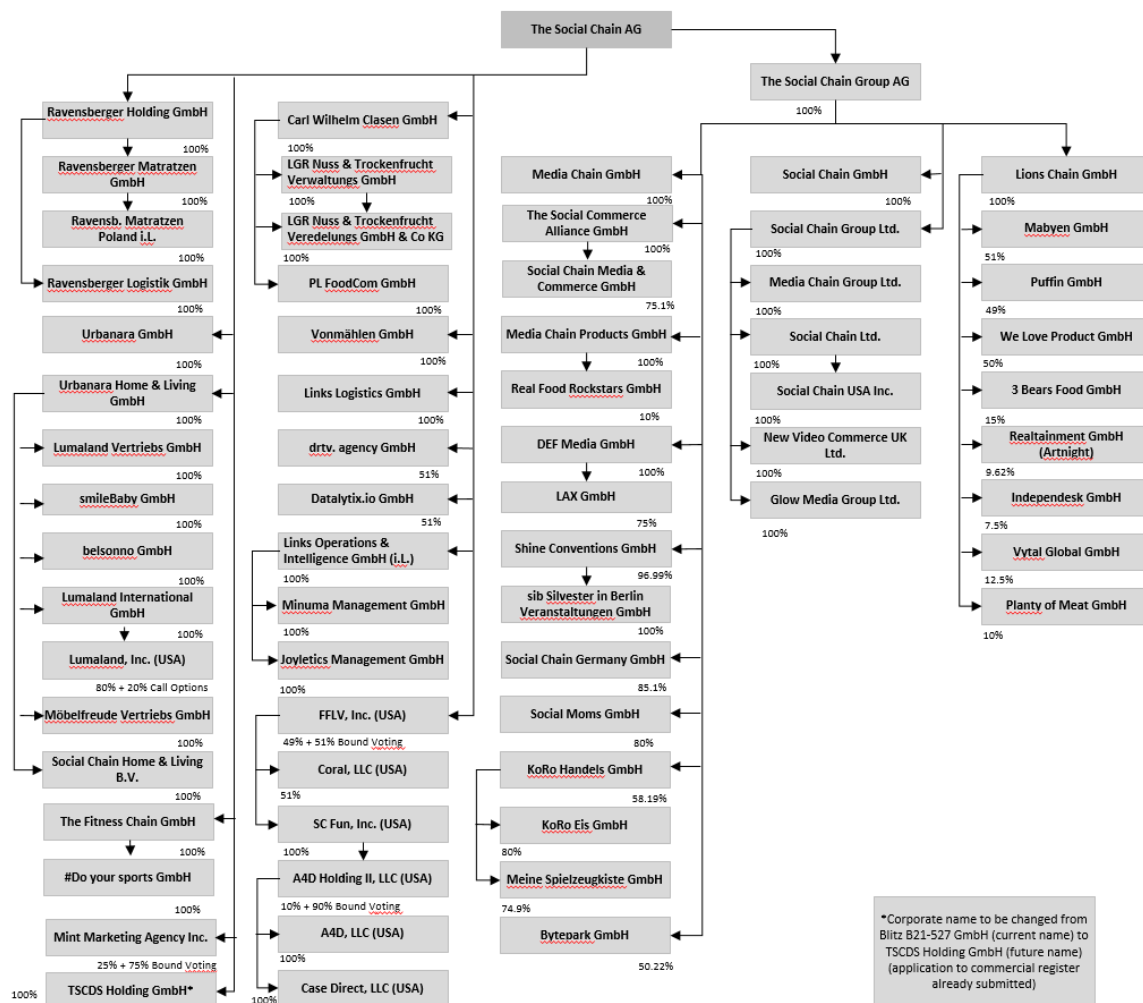 The Social Chain AG
The Social Chain Group AG
100%
Ravensberger Holding GmbH
100%
Ravensberger Matratzen
GmbH
100%
Ravensb. Matratzen
Poland i.L.
100%
Ravensberger Logistik GmbH
100%
Urbanara GmbH
100%
Urbanara Home & Living
GmbH
100%
Lumaland Vertriebs GmbH
100%
smileBaby GmbH
100%
belsonno GmbH
100%
Lumaland International
GmbH
100%
Lumaland, Inc. (USA)
80% + 20% Call Options
Möbelfreude Vertriebs GmbH
100%
Social Chain Home & Living
B.V.
100%
The Fitness Chain GmbH
100%
#Do your sports GmbH
100%
Mint Marketing Agency Inc.
25% + 75% Bound Voting
TSCDS Holding GmbH*
100%
Carl Wilhelm Clasen GmbH
100%
LGR Nuss & Trockenfrucht
Verwaltungs GmbH
100%
LGR Nuss & Trockenfrucht
Veredelungs GmbH & Co KG
100%
PL FoodCom GmbH
100%
Vonmählen GmbH
100%
Links Logistics GmbH
100%
drtv. agency GmbH
51%
Datalytix.io GmbH
51%
Links Operations &
Intelligence GmbH (i.L.)
100%
Minuma Management GmbH
100%
Joyletics Management GmbH
100%
FFLV, Inc. (USA)
49% + 51% Bound Voting
Coral, LLC (USA)
51%
SC Fun, Inc. (USA)
100%
A4D Holding II, LLC (USA)
10% + 90% Bound Voting
A4D, LLC (USA)
100%
Case Direct, LLC (USA)
100%
Media Chain GmbH
100%
The Social Commerce
Alliance GmbH
100%
Social Chain Media &
Commerce GmbH
75.1%
Media Chain Products GmbH
100%
Real Food Rockstars GmbH
10%
DEF Media GmbH
100%
LAX GmbH
75%
Shine Conventions GmbH
96.99%
sib Silvester in Berlin
Veranstaltungen GmbH
100%
Social Chain Germany GmbH
85.1%
Social Moms GmbH
80%
KoRo Handels GmbH
58.19%
KoRo Eis GmbH
80%
Meine Spielzeugkiste GmbH
74.9%
Bytepark GmbH
50.22%
Social Chain GmbH
100%
Social Chain Group Ltd.
100%
Media Chain Group Ltd.
100%
Social Chain Ltd.
100%
Social Chain USA Inc.
100%
New Video Commerce UK
Ltd.
100%
Glow Media Group Ltd.
100%
Lions Chain GmbH
100%
Mabyen GmbH
51%
Puffin GmbH
49%
We Love Product GmbH
50%
3 Bears Food GmbH
15%
Realtainment GmbH
(Artnight)
9.62%
Independesk GmbH
7.5%
Vytal Global GmbH
12.5%
Planty of Meat GmbH
10%
*Corporate name to be changed from
Blitz B21-527 GmbH (current name) to
TSCDS Holding GmbH (future name)
(application to commercial register
already submitted)